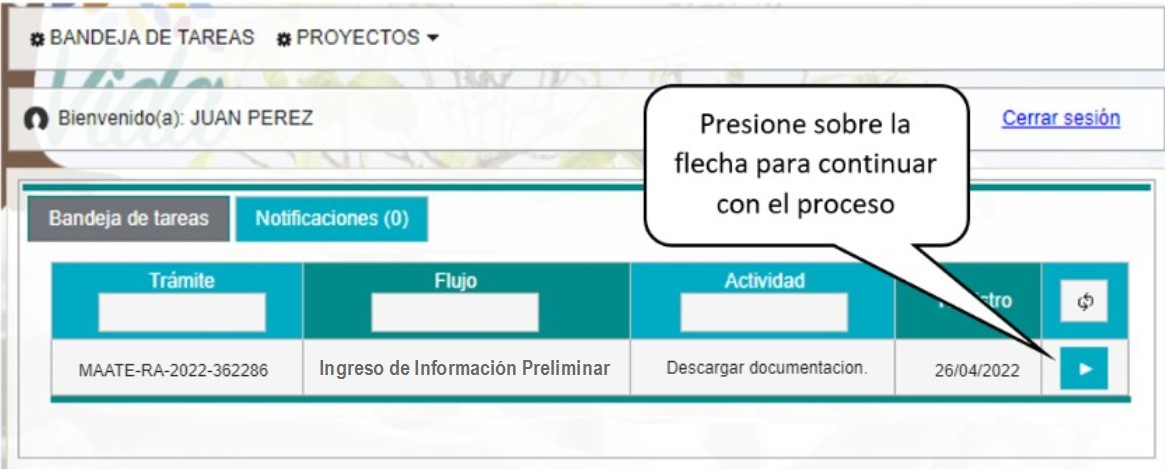 BANDEJA DE TAREAS PROYECTOS
Vida
Bienvenido(a): JUAN PEREZ
Cerrar sesión
Presione sobre la
flecha para continuar
con el proceso
Bandeja de tareas Notificaciones (0)
Trámite Flujo Actividad
MAATE-RA-2022-362286 Ingreso de Información Preliminar Descargar documentacion. 26/04/2022